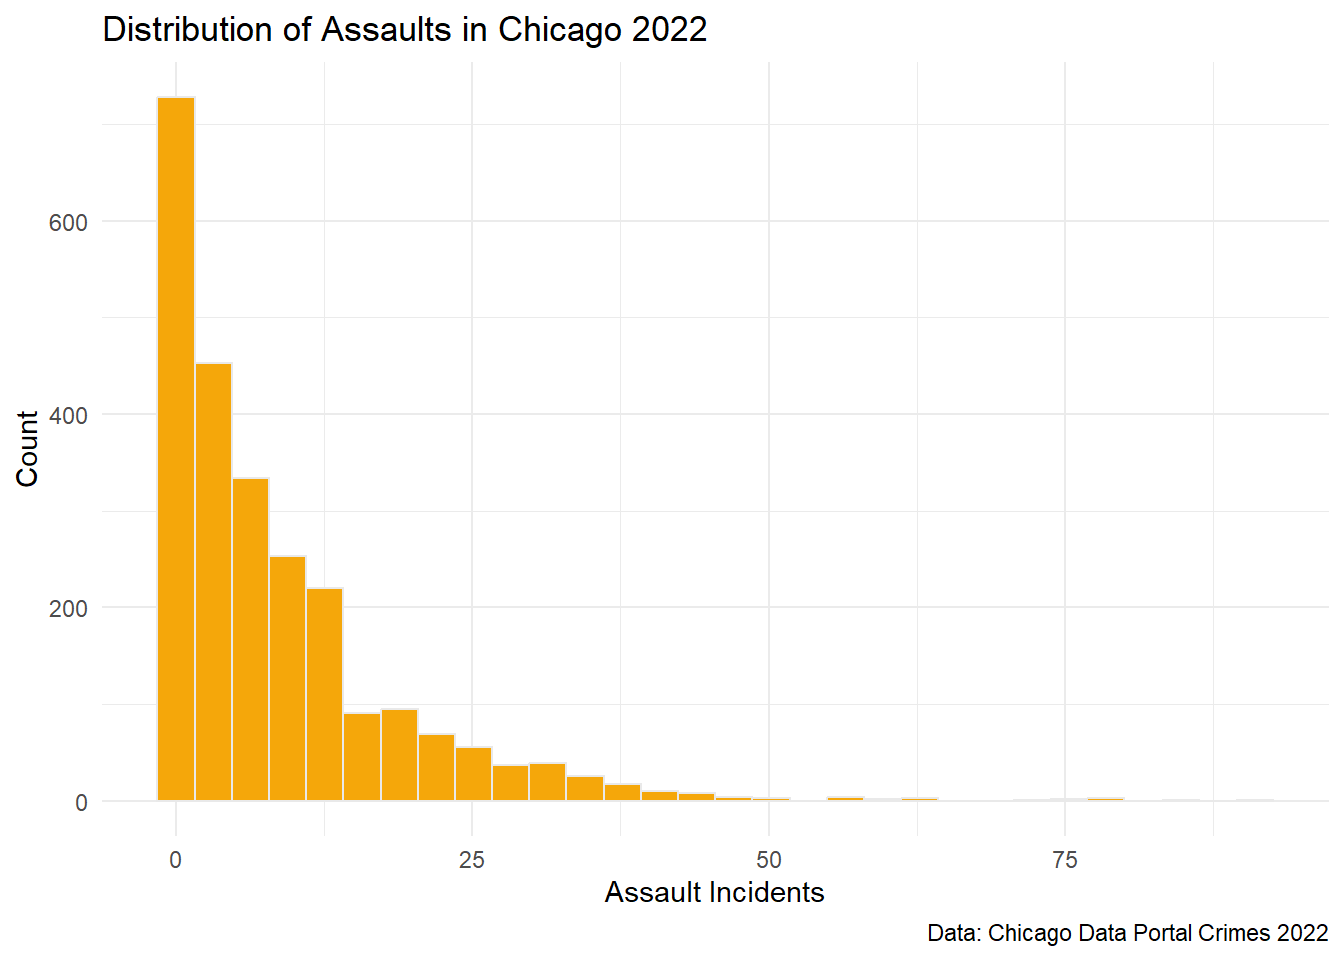 Distribution of Assaults in Chicago 2022
600
400
200
0
Count
0 25 50 75
Assault Incidents
Data: Chicago Data Portal Crimes 2022